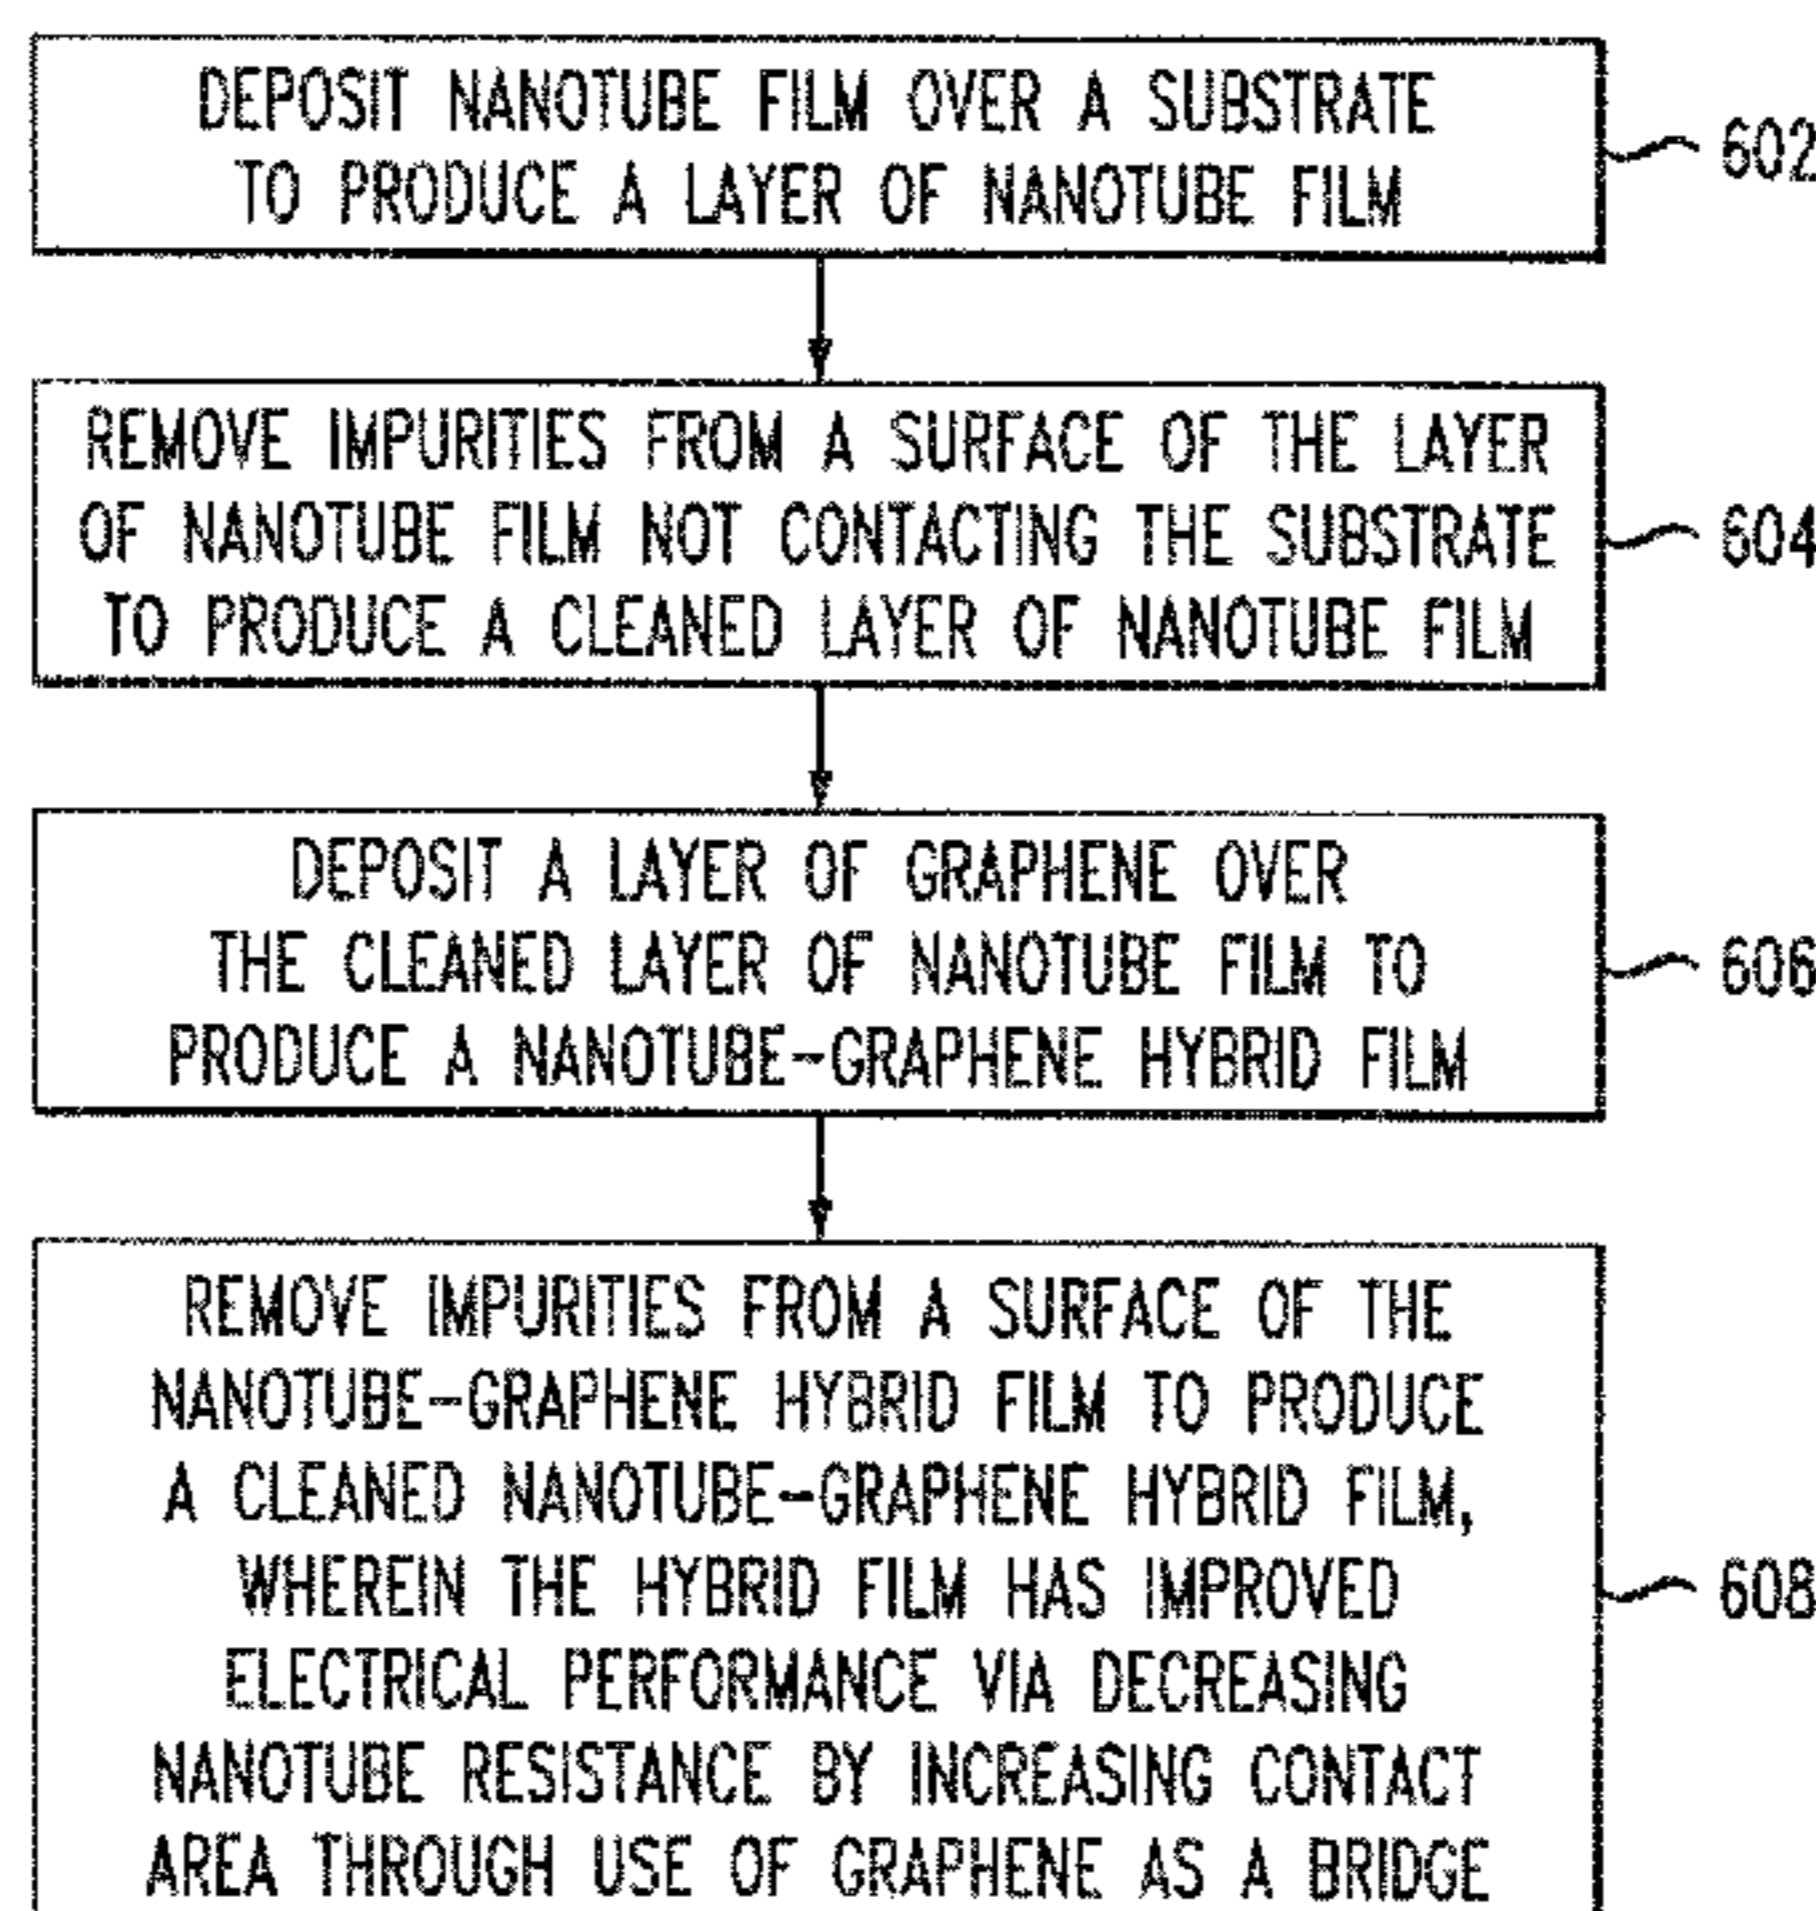 DEPOSIT NANOTUBE FILM OVER A SUBSTRATE
TO PRODUCE A LAYER OF NANOTUBE FILM
602
REMOVE IMPURITIES FROM A SURFACE OF THE LAYER
OF NANOTUBE FILM NOT CONTACTING THE SUBSTRATE
TO PRODUCE A CLEANED LAYER OF NANOTUBE FILM
604
DEPOSIT A LAYER OF GRAPHENE OVER
THE CLEANED LAYER OF NANOTUBE FILM TO
PRODUCE A NANOTUBE-GRAPHENE HYBRID FILM
606
REMOVE IMPURITIES FROM A SURFACE OF THE
NANOTUBE-GRAPHENE HYBRID FILM TO PRODUCE
A CLEANED NANOTUBE-GRAPHENE HYBRID FILM,
WHEREIN THE HYBRID FILM HAS IMPROVED
ELECTRICAL PERFORMANCE VIA DECREASING
NANOTUBE RESISTANCE BY INCREASING CONTACT
AREA THROUGH USE OF GRAPHENE AS A BRIDGE
608